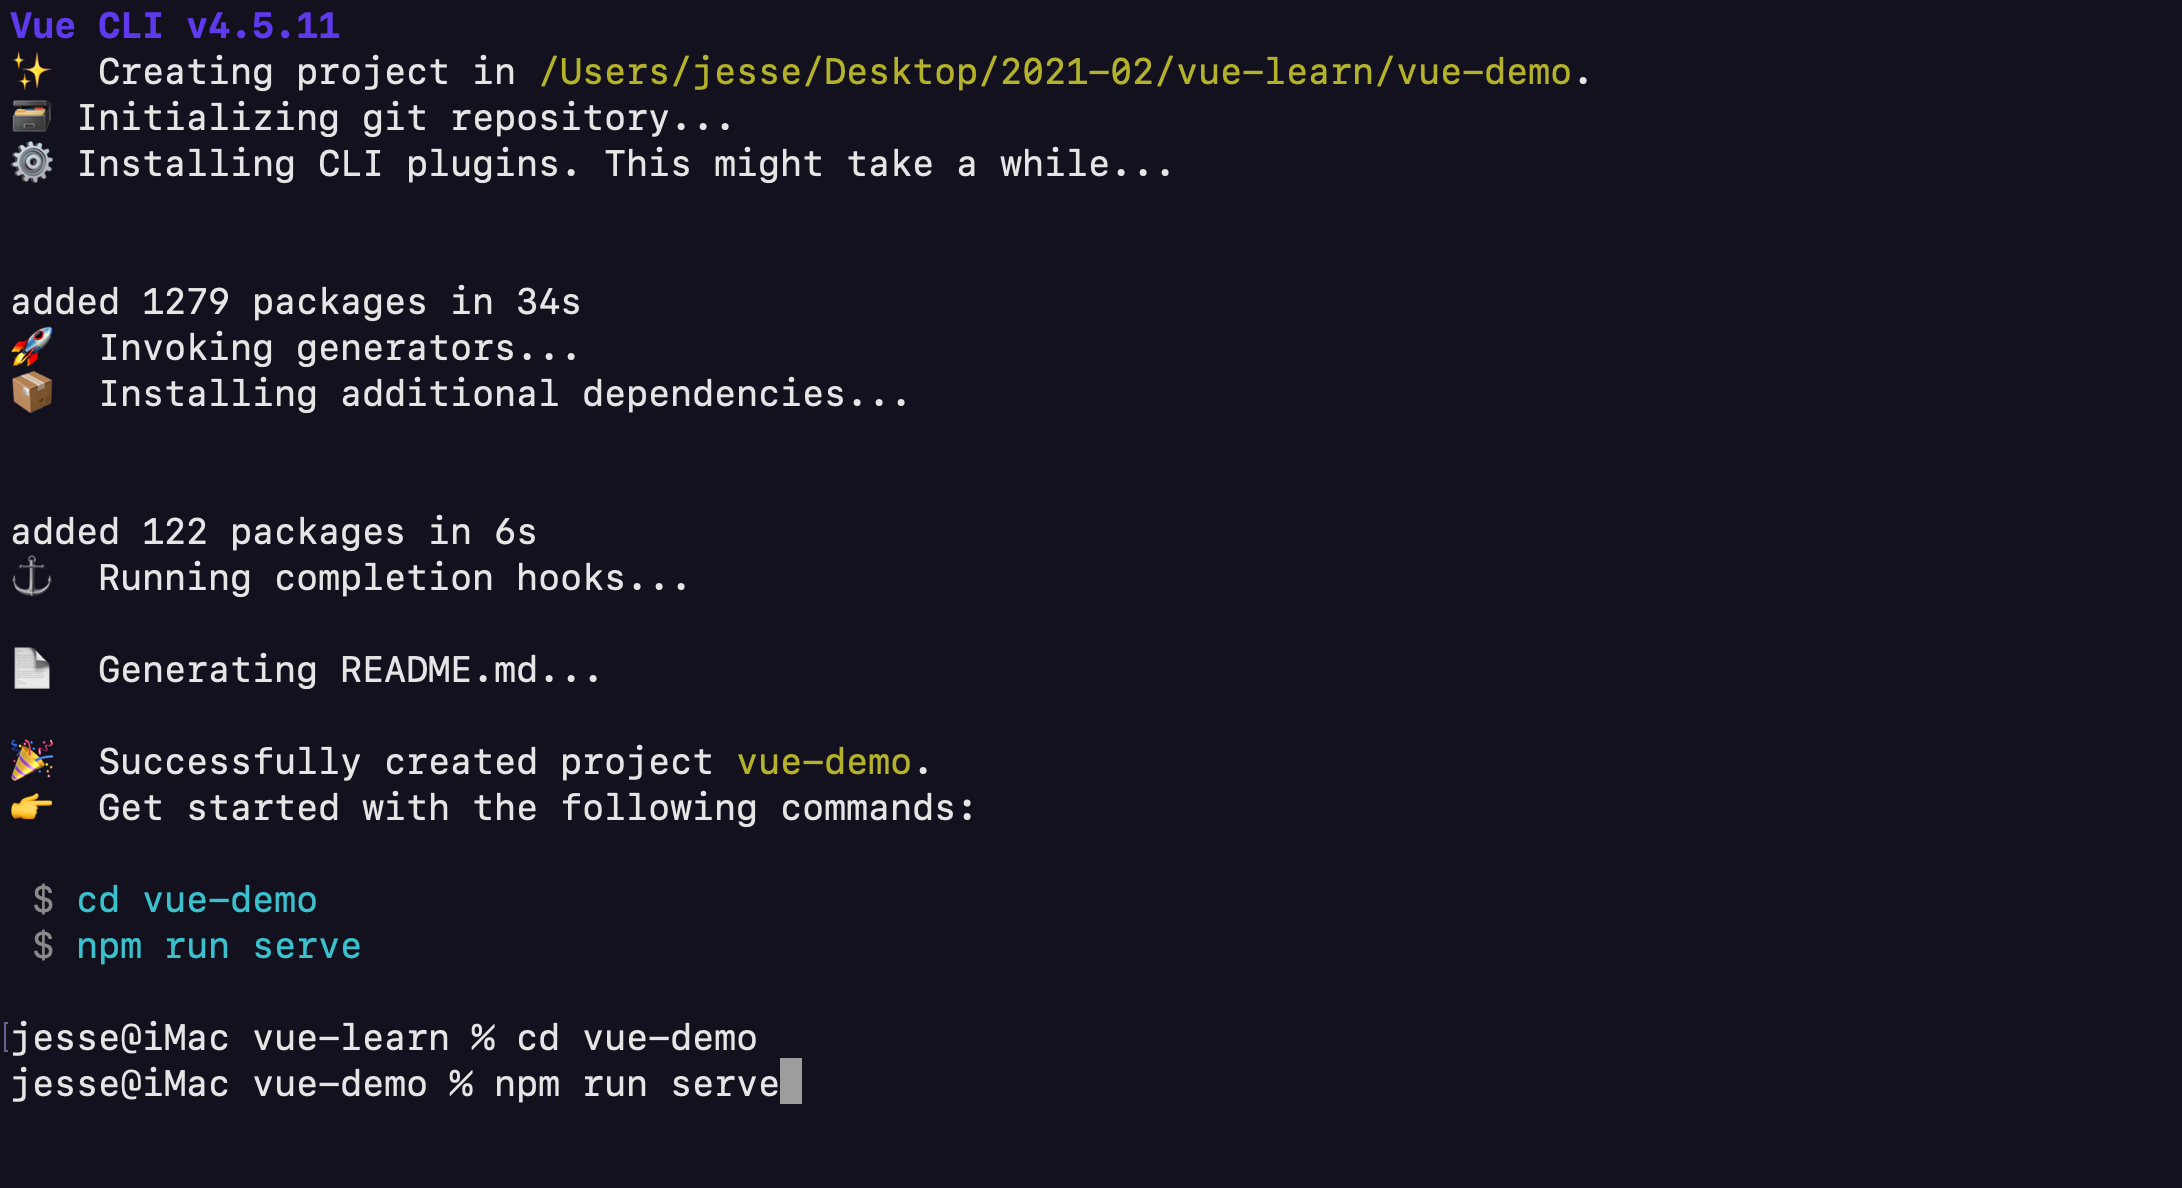 Vue CLI v4.5.11
✨  Creating project in /Users/jesse/Desktop/2021-02/vue-learn/vue-demo.
🗃 Initializing git repository...
⚙️ Installing CLI plugins. This might take a while...
added 1279 packages in 34s
🚀  Invoking generators...
📦  Installing additional dependencies...
added 122 packages in 6s
⚓  Running completion hooks...
📄  Generating README.md...
🎉  Successfully created project vue-demo.
👉  Get started with the following commands:
$ cd vue-demo
$ npm run serve
[jesse@iMac vue-learn % cd vue-demo
jesse@iMac vue-demo % npm run serve